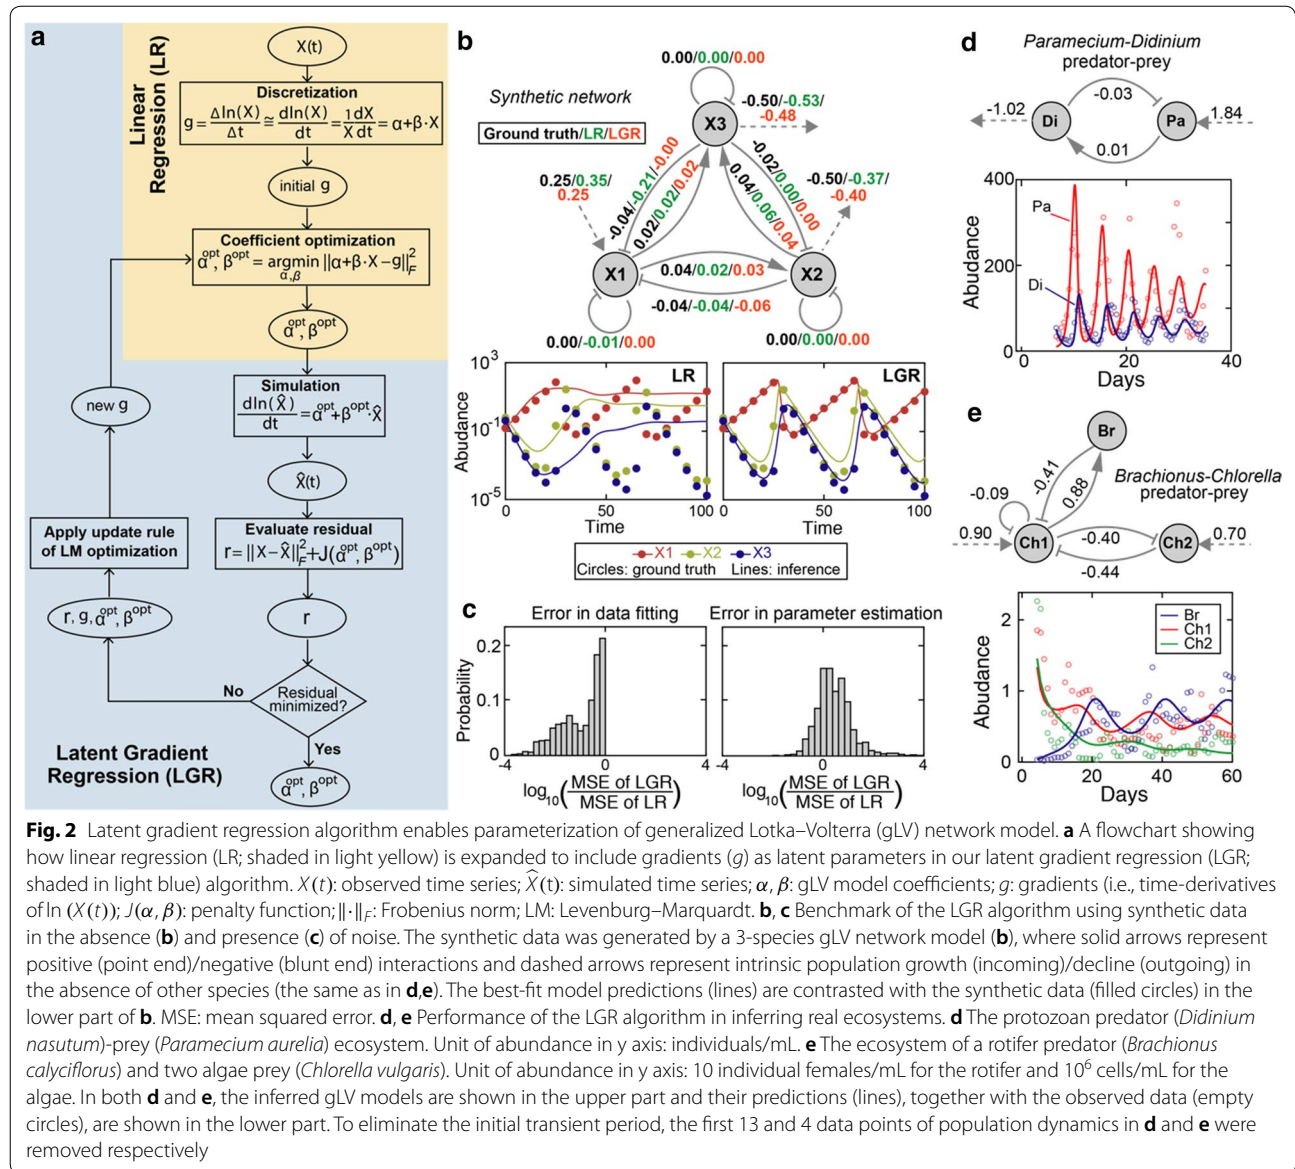 a
Linear
Regression (LR)
X(t)
Discretization
g = Δln(X)/Δt ≅ dln(X)/dt = 1/X dX/dt = α+β·X
initial g
Coefficient optimization
α^opt, β^opt = argmin_α,β ||α+β·X−g||²_F
α^opt, β^opt
Simulation
dln(X̂)/dt = α^opt+β^opt·X̂
new g
X̂(t)
Apply update rule
of LM optimization
Evaluate residual
r=||X−X̂||²_F+J(α^opt, β^opt)
r, g, α^opt, β^opt
r
No
Residual
minimized?
Yes
Latent Gradient
Regression (LGR)
α^opt, β^opt
b
Synthetic network
Ground truth/LR/LGR
0.00/0.00/0.00
X3
-0.50/-0.53/
-0.48
0.25/0.35/
0.25
-0.04/-0.21/-0.00
0.02/0.02/0.02
-0.02/0.00/0.00
0.04/0.06/0.04
-0.50/-0.37/
-0.40
X1
0.04/0.02/0.03
X2
-0.04/-0.04/-0.06
0.00/-0.01/0.00
0.00/0.00/0.00
Abudance
10³
10⁻¹
10⁻⁵
LR
LGR
0
50
100
0
50
100
Time
Time
X1 X2 X3
Circles: ground truth Lines: inference
c
Error in data fitting
Error in parameter estimation
Probability
0.2
0.1
0
-4
0
4
-4
0
4
log₁₀(MSE of LGR/MSE of LR)
log₁₀(MSE of LGR/MSE of LR)
d
Paramecium-Didinium
predator-prey
-1.02
Di
-0.03
Pa
1.84
0.01
Abudance
400
200
0
Pa
Di
0
20
40
Days
e
Br
-0.41
0.88
Brachionus-Chlorella
predator-prey
-0.09
0.90
Ch1
-0.40
Ch2
0.70
-0.44
Abudance
2
1
0
Br
Ch1
Ch2
0
20
40
60
Days
Fig. 2 Latent gradient regression algorithm enables parameterization of generalized Lotka–Volterra (gLV) network model. a A flowchart showing
how linear regression (LR; shaded in light yellow) is expanded to include gradients (g) as latent parameters in our latent gradient regression (LGR;
shaded in light blue) algorithm. X(t): observed time series; X̂(t): simulated time series; α, β: gLV model coefficients; g: gradients (i.e., time-derivatives
of ln (X(t)); J(α, β): penalty function; ‖·‖_F: Frobenius norm; LM: Levenburg–Marquardt. b, c Benchmark of the LGR algorithm using synthetic data
in the absence (b) and presence (c) of noise. The synthetic data was generated by a 3-species gLV network model (b), where solid arrows represent
positive (point end)/negative (blunt end) interactions and dashed arrows represent intrinsic population growth (incoming)/decline (outgoing) in
the absence of other species (the same as in d,e). The best-fit model predictions (lines) are contrasted with the synthetic data (filled circles) in the
lower part of b. MSE: mean squared error. d, e Performance of the LGR algorithm in inferring real ecosystems. d The protozoan predator (Didinium
nasutum)-prey (Paramecium aurelia) ecosystem. Unit of abundance in y axis: individuals/mL. e The ecosystem of a rotifer predator (Brachionus
calyciflorus) and two algae prey (Chlorella vulgaris). Unit of abundance in y axis: 10 individual females/mL for the rotifer and 10⁶ cells/mL for the
algae. In both d and e, the inferred gLV models are shown in the upper part and their predictions (lines), together with the observed data (empty
circles), are shown in the lower part. To eliminate the initial transient period, the first 13 and 4 data points of population dynamics in d and e were
removed respectively